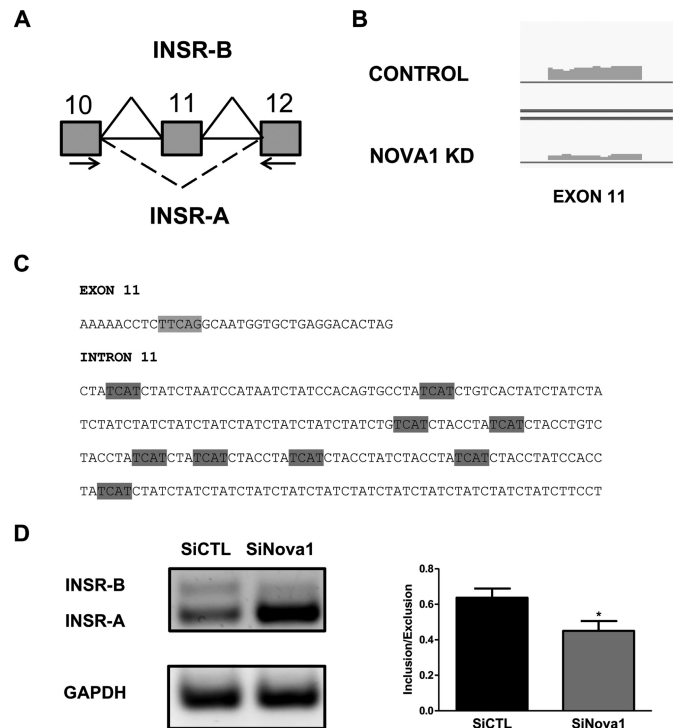 A
INSR-B
10 11 12
INSR-A
B
CONTROL
NOVA1 KD
EXON 11
C
EXON 11
AAAAACCTCTTCAGGCAATGGTGCTGAGGACACTAG
INTRON 11
CTATCATCTATCTAATCCATAATCTATCCACAGTGCCTATCATCTGTCACTATCTATCTA
TCTATCTATCTATCTATCTATCTATCTATCTATCTGTCATCTACCTATCATCTACCTGTC
TACCTATCATCTATCATCTACCTATCATCTACCTATCTACCTATCATCTACCTATCCACC
TATCATCTATCTATCTATCTATCTATCTATCTATCTATCTATCTATCTATCTATCTTCCT
D
SiCTL SiNova1
INSR-B
INSR-A
GAPDH
Inclusion/Exclusion
0.8
0.6
0.4
0.2
0.0
*
SiCTL SiNova1